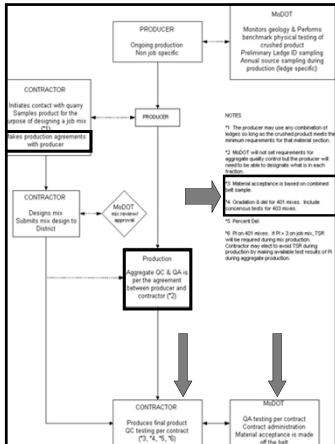 PRODUCER
Ongoing production
Non job specific
MoDOT
Monitors geology & Performs
benchmark physical testing of
crushed product
Preliminary Ledge ID sampling
Annual source sampling during
production (ledge specific)
CONTRACTOR
Initiates contact with quarry
Samples product for the
purpose of designing a job mix
(*1)
Makes production agreements
with producer
PRODUCER
CONTRACTOR
Designs mix
Submits mix design to
District
MoDOT
mix reviewed
approval
Production
Aggregate QC & QA is
per the agreement
between producer and
contractor (*2)
NOTES
*1 The producer may use any combination of
ledges so long as the crushed product meets the
minimum requirements for that material section.
*2 MoDOT will not set requirements for
aggregate quality control but the producer will
need to be able to designate what is in each
fraction.
*3 Material acceptance is based on combined
belt sample.
*4 Gradation & del for 401 mixes. Include
concensus tests for 403 mixes.
*5 Percent Del.
*6 PI on 401 mixes. If PI > 3 on job mix, TSR
will be required during mix production.
Contractor may elect to avoid TSR during
production by making available test results of PI
during aggregate production.
CONTRACTOR
Produces final product
QC testing per contract
(*3, *4, *5, *6)
MoDOT
QA testing per contract
Contract administration
Material acceptance is made
off the belt